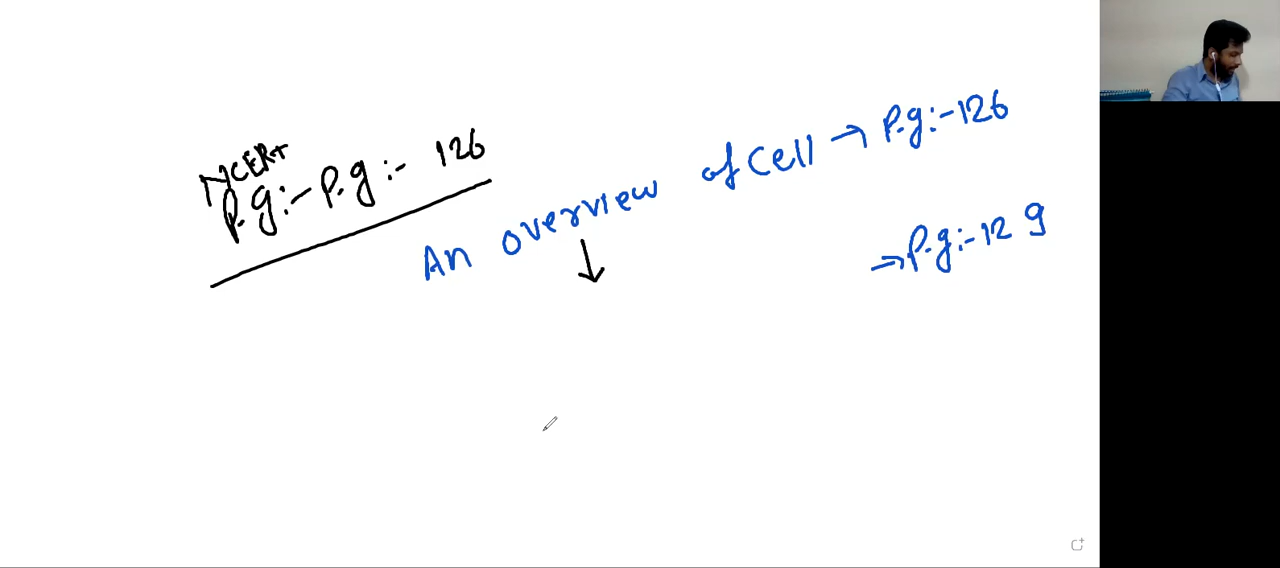 NCERT
P.g:- P.g:- 126
An overview of Cell → P.g:-126
→ P.g:-129